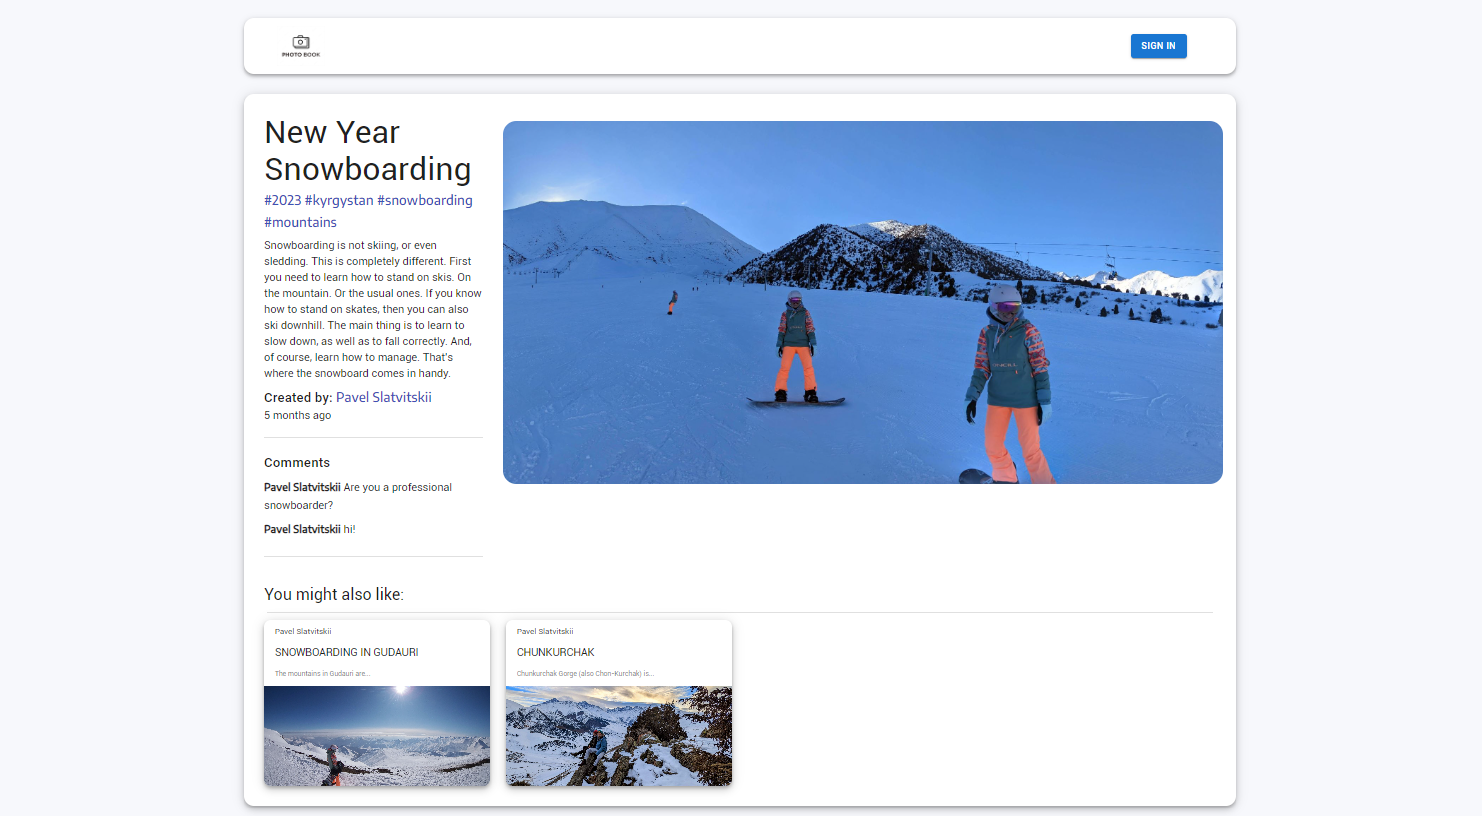 PHOTO BOOK
SIGN IN
New Year
Snowboarding
#2023 #kyrgystan #snowboarding
#mountains
Snowboarding is not skiing, or even
sledding. This is completely different. First
you need to learn how to stand on skis. On
the mountain. Or the usual ones. If you know
how to stand on skates, then you can also
ski downhill. The main thing is to learn to
slow down, as well as to fall correctly. And,
of course, learn how to manage. That's
where the snowboard comes in handy.
Created by: Pavel Slatvitskii
5 months ago
Comments
Pavel Slatvitskii Are you a professional
snowboarder?
Pavel Slatvitskii hi!
You might also like:
Pavel Slatvitskii
SNOWBOARDING IN GUDAURI
The mountains in Gudauri are...
Pavel Slatvitskii
CHUNKURCHAK
Chunkurchak Gorge (also Chon-Kurchak) is...